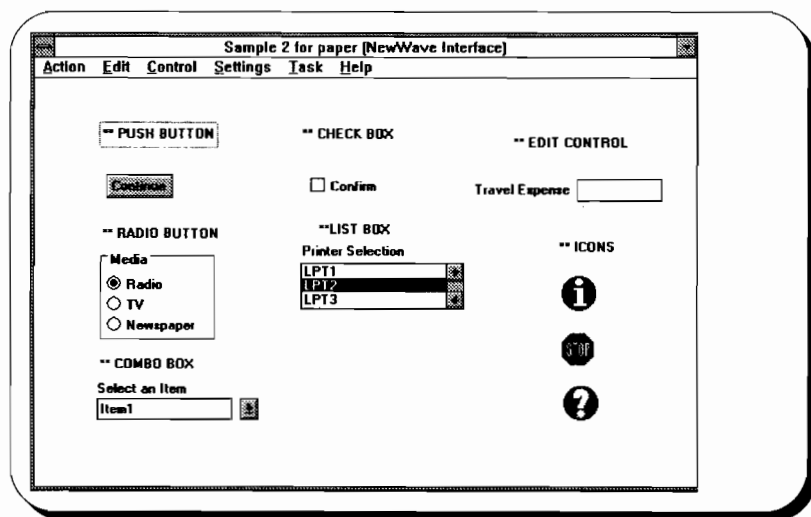 Sample 2 for paper (NewWave Interface)
Action Edit Control Settings Task Help
** PUSH BUTTON
** CHECK BOX
** EDIT CONTROL
Continue
Confirm
Travel Expense
** RADIO BUTTON
**LIST BOX
** ICONS
Media
Printer Selection
Radio
LPT1
TV
LPT2
Newspaper
LPT3
STOP
** COMBO BOX
Select an Item
Item1